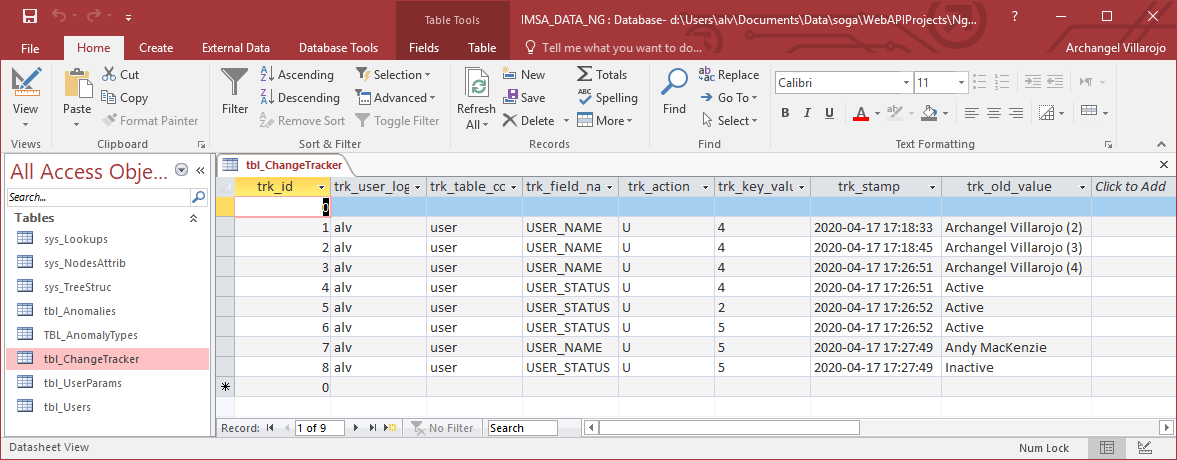 Table Tools
IMSA_DATA_NG : Database- d:\Users\alv\Documents\Data\soga\WebAPIProjects\Ng...
?
File Home Create External Data Database Tools Fields Table Tell me what you want to do... Archangel Villarojo
View
Views
Paste
Cut
Copy
Format Painter
Clipboard
Filter
Ascending
Descending
Remove Sort
Selection
Advanced
Toggle Filter
Sort & Filter
Refresh All
New
Save
Delete
Totals
Spelling
More
Records
Find
Replace
Go To
Select
Find
Calibri 11
B I U A
Text Formatting
All Access Obje...
Search...
Tables
sys_Lookups
sys_NodesAttrib
sys_TreeStruc
tbl_Anomalies
TBL_AnomalyTypes
tbl_ChangeTracker
tbl_UserParams
tbl_Users
tbl_ChangeTracker
trk_id trk_user_log trk_table_co trk_field_na trk_action trk_key_valu trk_stamp trk_old_value Click to Add
0
1 alv user USER_NAME U 4 2020-04-17 17:18:33 Archangel Villarojo (2)
2 alv user USER_NAME U 4 2020-04-17 17:18:45 Archangel Villarojo (3)
3 alv user USER_NAME U 4 2020-04-17 17:26:51 Archangel Villarojo (4)
4 alv user USER_STATUS U 4 2020-04-17 17:26:51 Active
5 alv user USER_STATUS U 2 2020-04-17 17:26:52 Active
6 alv user USER_STATUS U 5 2020-04-17 17:26:52 Active
7 alv user USER_NAME U 5 2020-04-17 17:27:49 Andy MacKenzie
8 alv user USER_STATUS U 5 2020-04-17 17:27:49 Inactive
0
Record: 1 of 9 No Filter Search
Datasheet View Num Lock